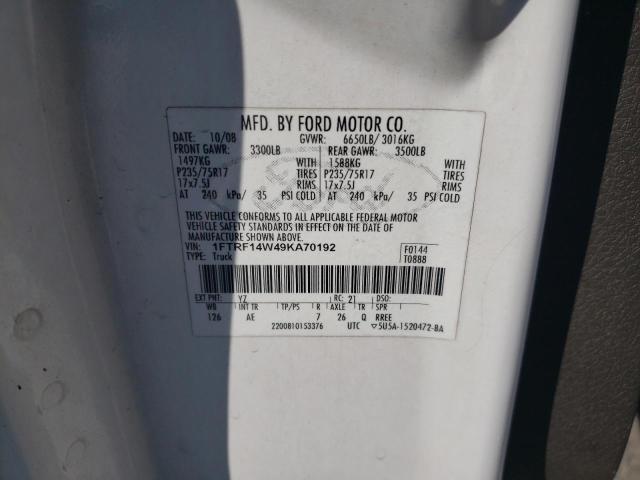 MFD. BY FORD MOTOR CO.
DATE: 10/08 GVWR: 6650LB/ 3016KG
FRONT GAWR: 3300LB REAR GAWR: 3500LB
1497KG WITH 1588KG WITH
P235/75R17 TIRES P235/75R17 TIRES
17x7.5J RIMS 17x7.5J RIMS
AT 240 kPa/ 35 PSI COLD AT 240 kPa/ 35 PSI COLD
THIS VEHICLE CONFORMS TO ALL APPLICABLE FEDERAL MOTOR
VEHICLE SAFETY STANDARDS IN EFFECT ON THE DATE OF
MANUFACTURE SHOWN ABOVE.
VIN: 1FTRF14W49KA70192 F0144
TYPE: Truck T0888
EXT PNT: YZ RC: 21 DSO:
WB INT TR TP/PS R AXLE TR SPR
126 AE 7 26 Q RREE
2200810153376 UTC ▽5U5A-1520472-BA